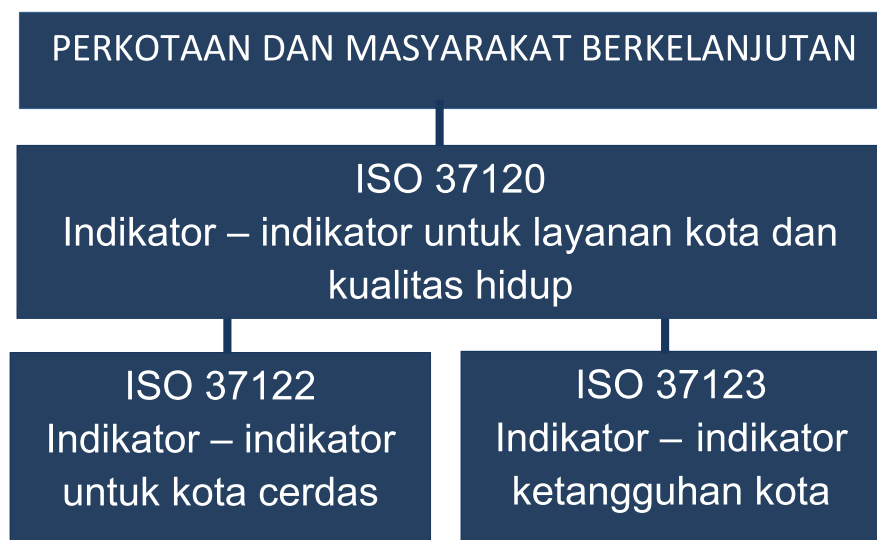 PERKOTAAN DAN MASYARAKAT BERKELANJUTAN
ISO 37120
Indikator – indikator untuk layanan kota dan
kualitas hidup
ISO 37122
Indikator – indikator
untuk kota cerdas
ISO 37123
Indikator – indikator
ketangguhan kota